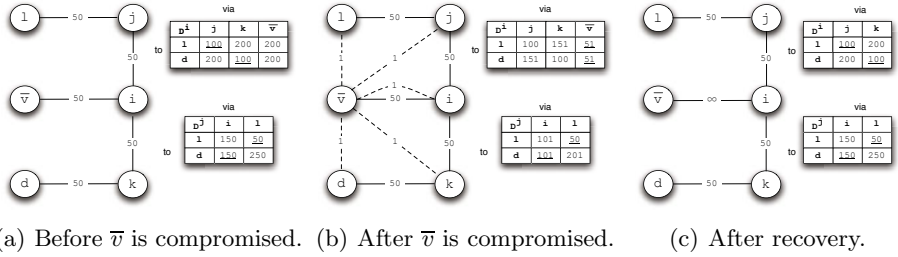 via
l 50 j
D^i j k v̅
to l 100 200 200
d 200 100 200
50
v̅ 50 i
via
D^j i l
50 l 150 50
to d 150 250
d 50 k
via
l 50 j
D^i j k v̅
to l 100 151 51
d 151 100 51
1 1 50
1
v̅ 50 i
via
D^j i l
1 1 50 l 101 50
to d 101 201
d 50 k
via
l 50 j
D^i j k
to l 100 200
d 200 100
50
v̅ ∞ i
via
D^j i l
50 l 150 50
to d 150 250
d 50 k
a) Before v̅ is compromised.
(b) After v̅ is compromised.
(c) After recovery.